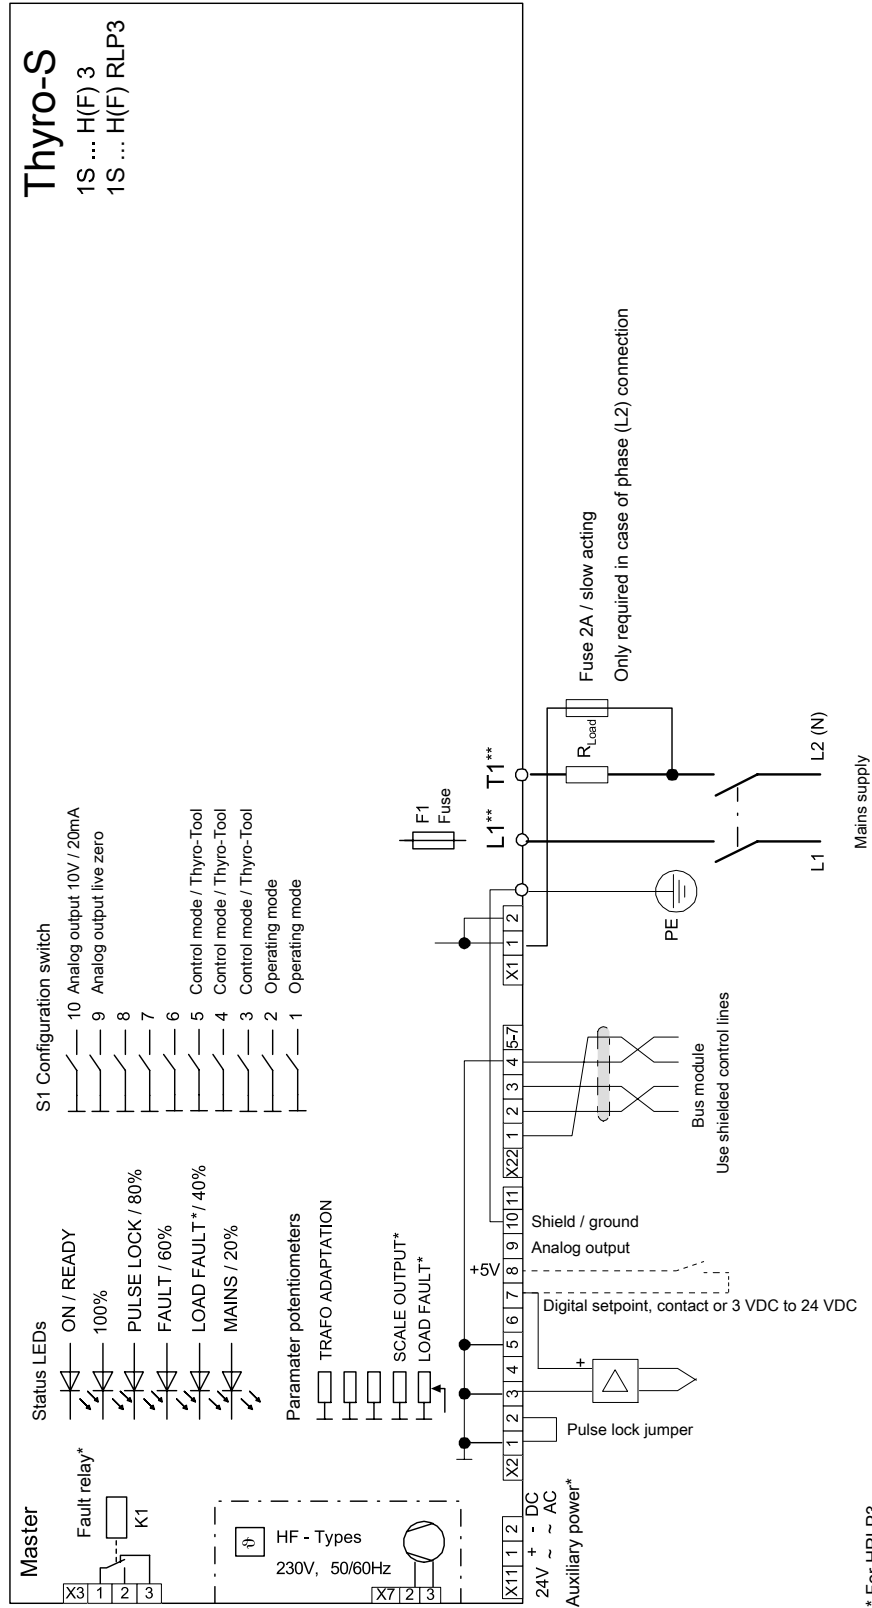 Thyro-S
1S ... H(F) 3
1S ... H(F) RLP3
Master
Fault relay*
K1
X3 1 2 3
HF - Types
230V, 50/60Hz
ϑ
X7 2 3
Status LEDs
ON / READY
100%
PULSE LOCK / 80%
FAULT / 60%
LOAD FAULT* / 40%
MAINS / 20%
S1 Configuration switch
10 Analog output 10V / 20mA
9 Analog output live zero
8
7
6
5 Control mode / Thyro-Tool
4 Control mode / Thyro-Tool
3 Control mode / Thyro-Tool
2 Operating mode
1 Operating mode
Paramater potentiometers
TRAFO ADAPTATION
SCALE OUTPUT*
LOAD FAULT*
F1
Fuse
X11 1 2
24V + - DC
~ ~ AC
Auxiliary power*
X2 1 2 3 4 5 6 7 8 9 10 11
+5V
Pulse lock jumper
+
Digital setpoint, contact or 3 VDC to 24 VDC
Analog output
Shield / ground
X22 1 2 3 4 5-7
Bus module
Use shielded control lines
X1 1 2
PE
L1** T1**
R Load
Fuse 2A / slow acting
Only required in case of phase (L2) connection
L1 L2 (N)
Mains supply